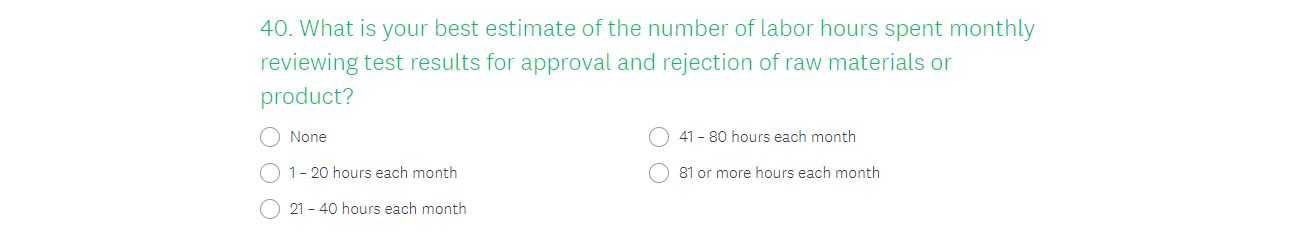 40. What is your best estimate of the number of labor hours spent monthly
reviewing test results for approval and rejection of raw materials or
product?
None
1 – 20 hours each month
21 – 40 hours each month
41 – 80 hours each month
81 or more hours each month